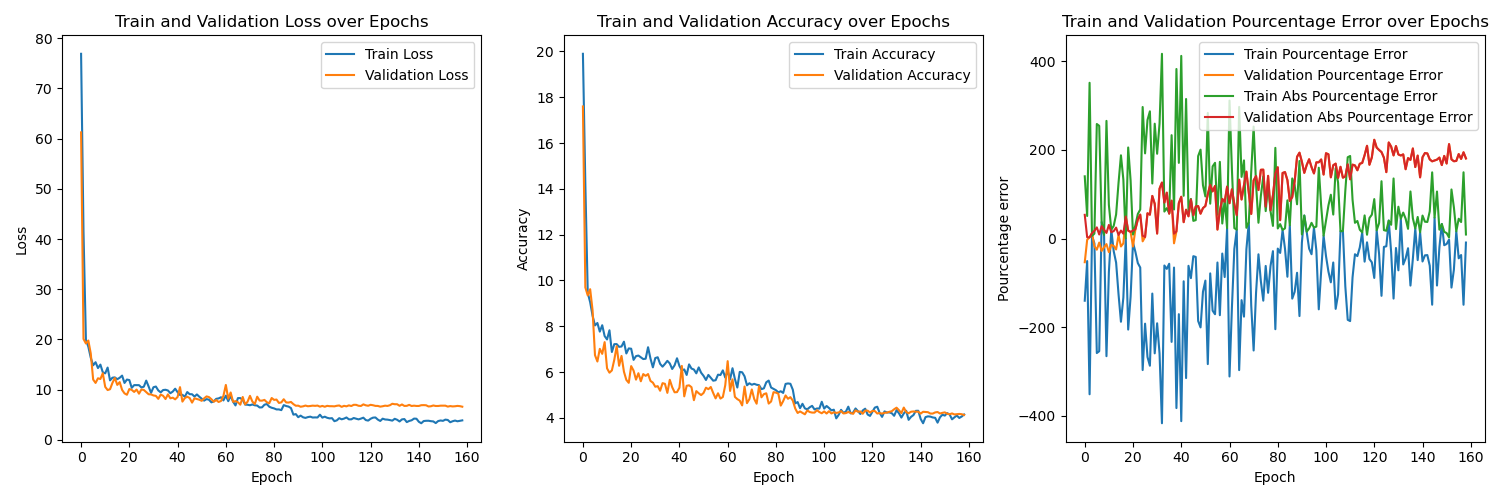 Train and Validation Loss over Epochs
80
70
60
50
40
30
20
10
0
Loss
Train Loss
Validation Loss
0 20 40 60 80 100 120 140 160
Epoch
Train and Validation Accuracy over Epochs
20
18
16
14
12
10
8
6
4
Accuracy
Train Accuracy
Validation Accuracy
0 20 40 60 80 100 120 140 160
Epoch
Train and Validation Pourcentage Error over Epochs
400
200
0
−200
−400
Pourcentage error
Train Pourcentage Error
Validation Pourcentage Error
Train Abs Pourcentage Error
Validation Abs Pourcentage Error
0 20 40 60 80 100 120 140 160
Epoch